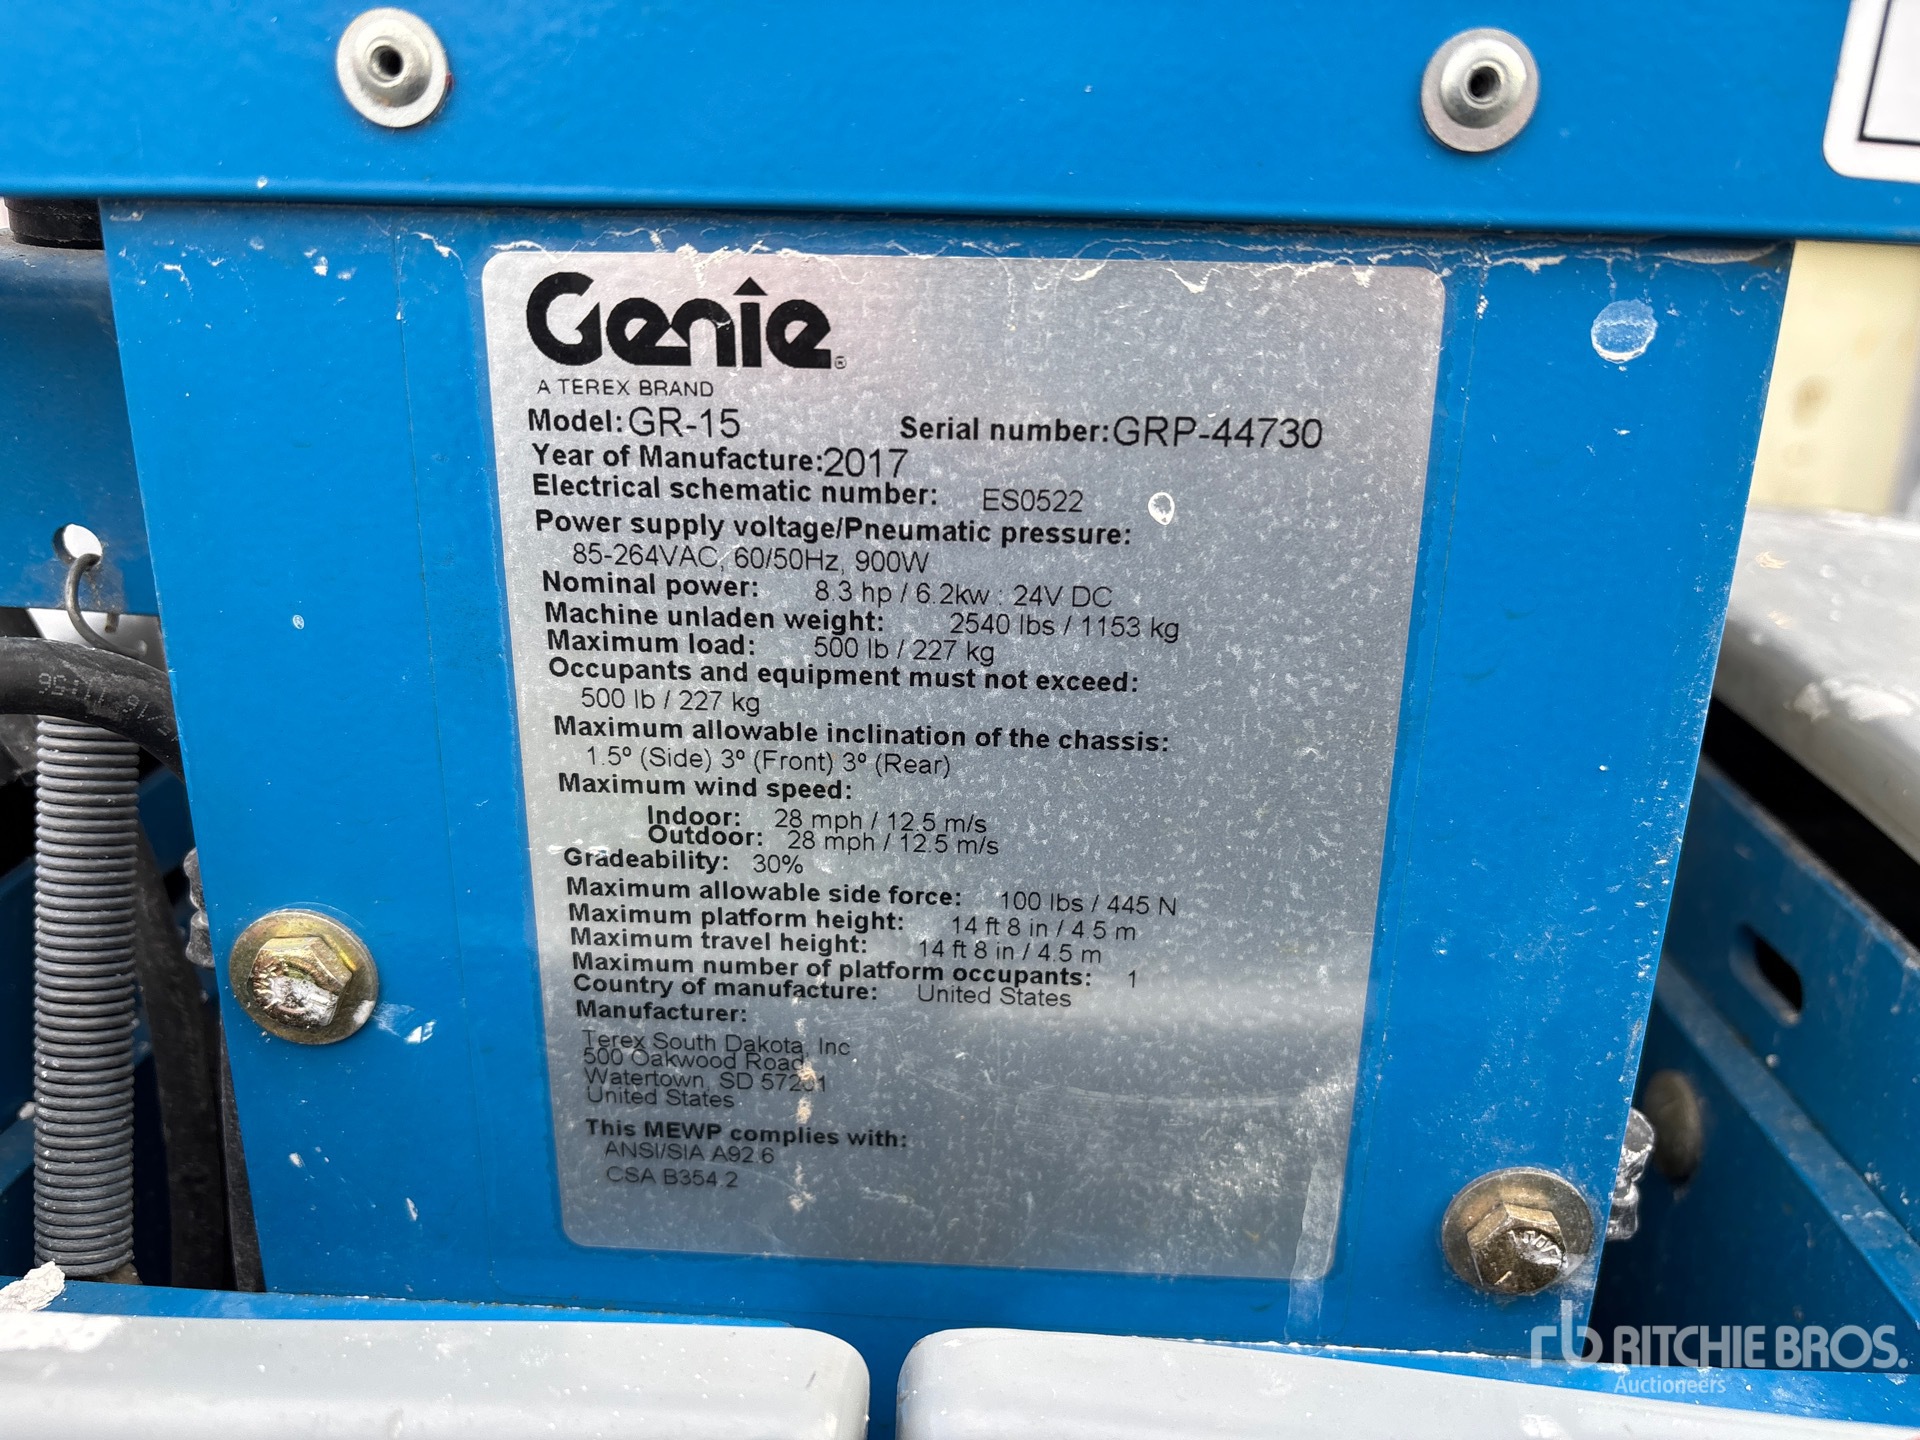 Genie®
A TEREX BRAND
Model: GR-15 Serial number: GRP-44730
Year of Manufacture: 2017
Electrical schematic number: ES0522
Power supply voltage/Pneumatic pressure:
85-264VAC, 60/50Hz, 900W
Nominal power: 8.3 hp / 6.2kw : 24V DC
Machine unladen weight: 2540 lbs / 1153 kg
Maximum load: 500 lb / 227 kg
Occupants and equipment must not exceed:
500 lb / 227 kg
Maximum allowable inclination of the chassis:
1.5º (Side) 3º (Front) 3º (Rear)
Maximum wind speed:
Indoor: 28 mph / 12.5 m/s
Outdoor: 28 mph / 12.5 m/s
Gradeability: 30%
Maximum allowable side force: 100 lbs / 445 N
Maximum platform height: 14 ft 8 in / 4.5 m
Maximum travel height: 14 ft 8 in / 4.5 m
Maximum number of platform occupants: 1
Country of manufacture: United States
Manufacturer:
Terex South Dakota, Inc
500 Oakwood Road
Watertown, SD 57201
United States
This MEWP complies with:
ANSI/SIA A92.6
CSA B354.2
rb RITCHIE BROS.
Auctioneers